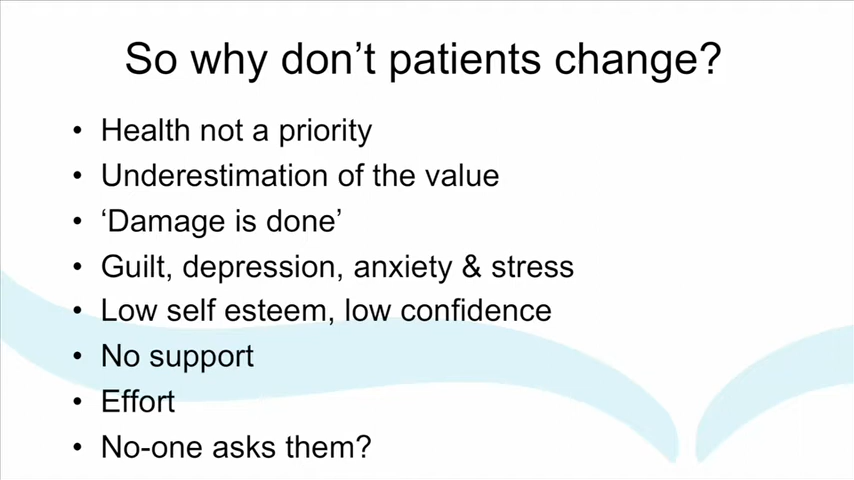 So why don’t patients change?
• Health not a priority
• Underestimation of the value
• ‘Damage is done’
• Guilt, depression, anxiety & stress
• Low self esteem, low confidence
• No support
• Effort
• No-one asks them?